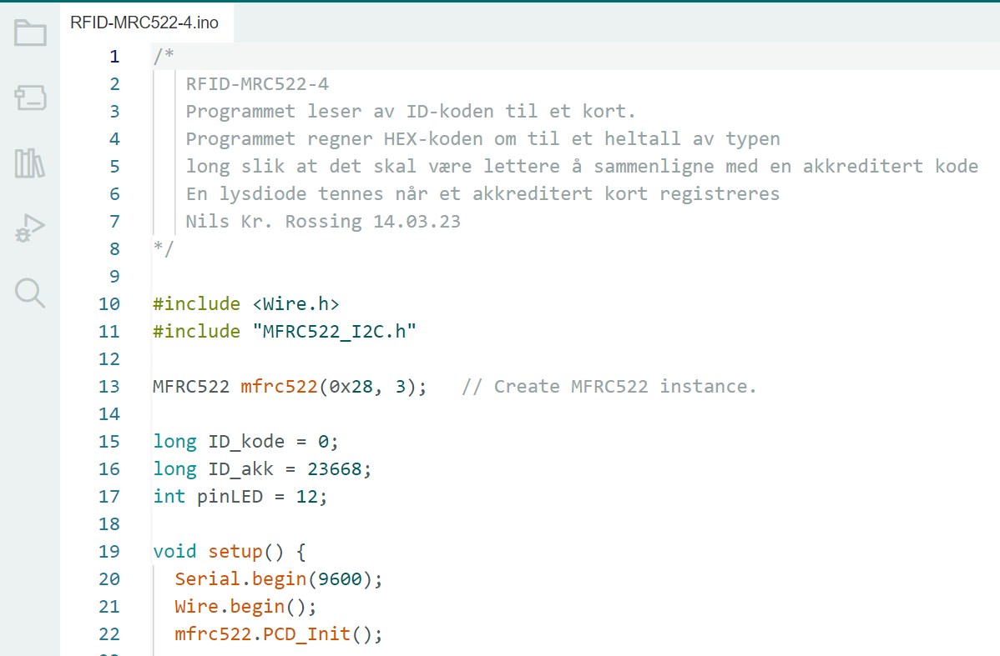 RFID-MRC522-4.ino
1 /*
2 RFID-MRC522-4
3 Programmet leser av ID-koden til et kort.
4 Programmet regner HEX-koden om til et heltall av typen
5 long slik at det skal være lettere å sammenligne med en akkreditert kode
6 En lysdiode tennes når et akkreditert kort registreres
7 Nils Kr. Rossing 14.03.23
8 */
9
10 #include <Wire.h>
11 #include "MFRC522_I2C.h"
12
13 MFRC522 mfrc522(0x28, 3); // Create MFRC522 instance.
14
15 long ID_kode = 0;
16 long ID_akk = 23668;
17 int pinLED = 12;
18
19 void setup() {
20 Serial.begin(9600);
21 Wire.begin();
22 mfrc522.PCD_Init();